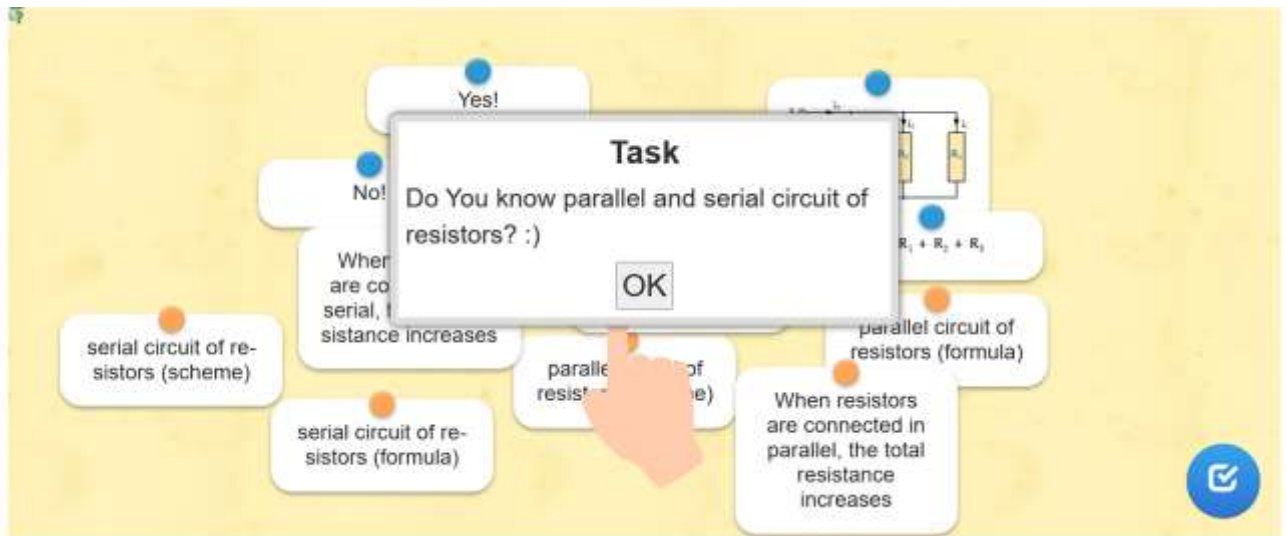 Yes!
No!
Task
Do You know parallel and serial circuit of
resistors? :)
OK
R₁ + R₂ + R₃
When
are co
serial,
sistance increases
serial circuit of re-
sistors (scheme)
serial circuit of re-
sistors (formula)
paralle of
resist e)
parallel circuit of
resistors (formula)
When resistors
are connected in
parallel, the total
resistance
increases